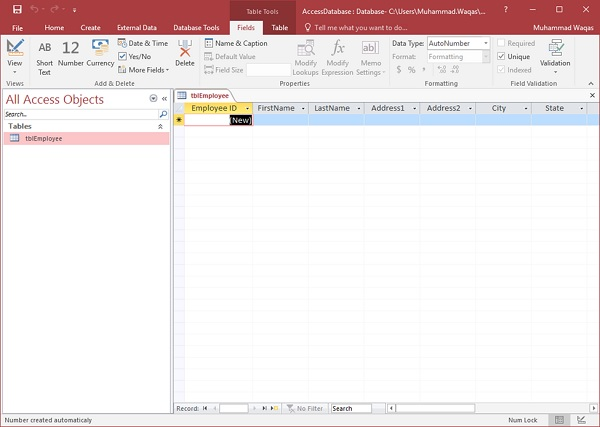 Table Tools
AccessDatabase : Database- C:\Users\Muhammad.Waqas\,...
?
File Home Create External Data Database Tools Fields Table Tell me what you want to do... Muhammad Waqas
View
Views
AB Short Text
12 Number
Currency
Date & Time
Yes/No
More Fields
Add & Delete
Delete
Name & Caption
Default Value
Field Size
Modify Lookups
fx Modify Expression
ab Memo Settings
Properties
Data Type: AutoNumber
Format: Formatting
$ % ,
Formatting
Required
Unique
Indexed
Validation
Field Validation
All Access Objects
Search...
Tables
tblEmployee
tblEmployee
Employee ID FirstName LastName Address1 Address2 City State
(New)
Record: No Filter Search
Number created automaticaly Num Lock